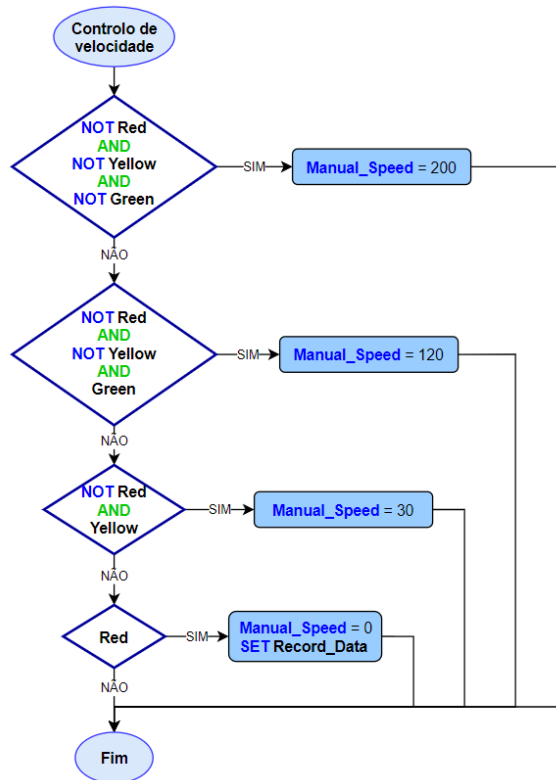 Controlo de
velocidade
NOT Red
AND
NOT Yellow
AND
NOT Green
SIM
Manual_Speed = 200
NÃO
NOT Red
AND
NOT Yellow
AND
Green
SIM
Manual_Speed = 120
NÃO
NOT Red
AND
Yellow
SIM
Manual_Speed = 30
NÃO
Red
SIM
Manual_Speed = 0
SET Record_Data
NÃO
Fim